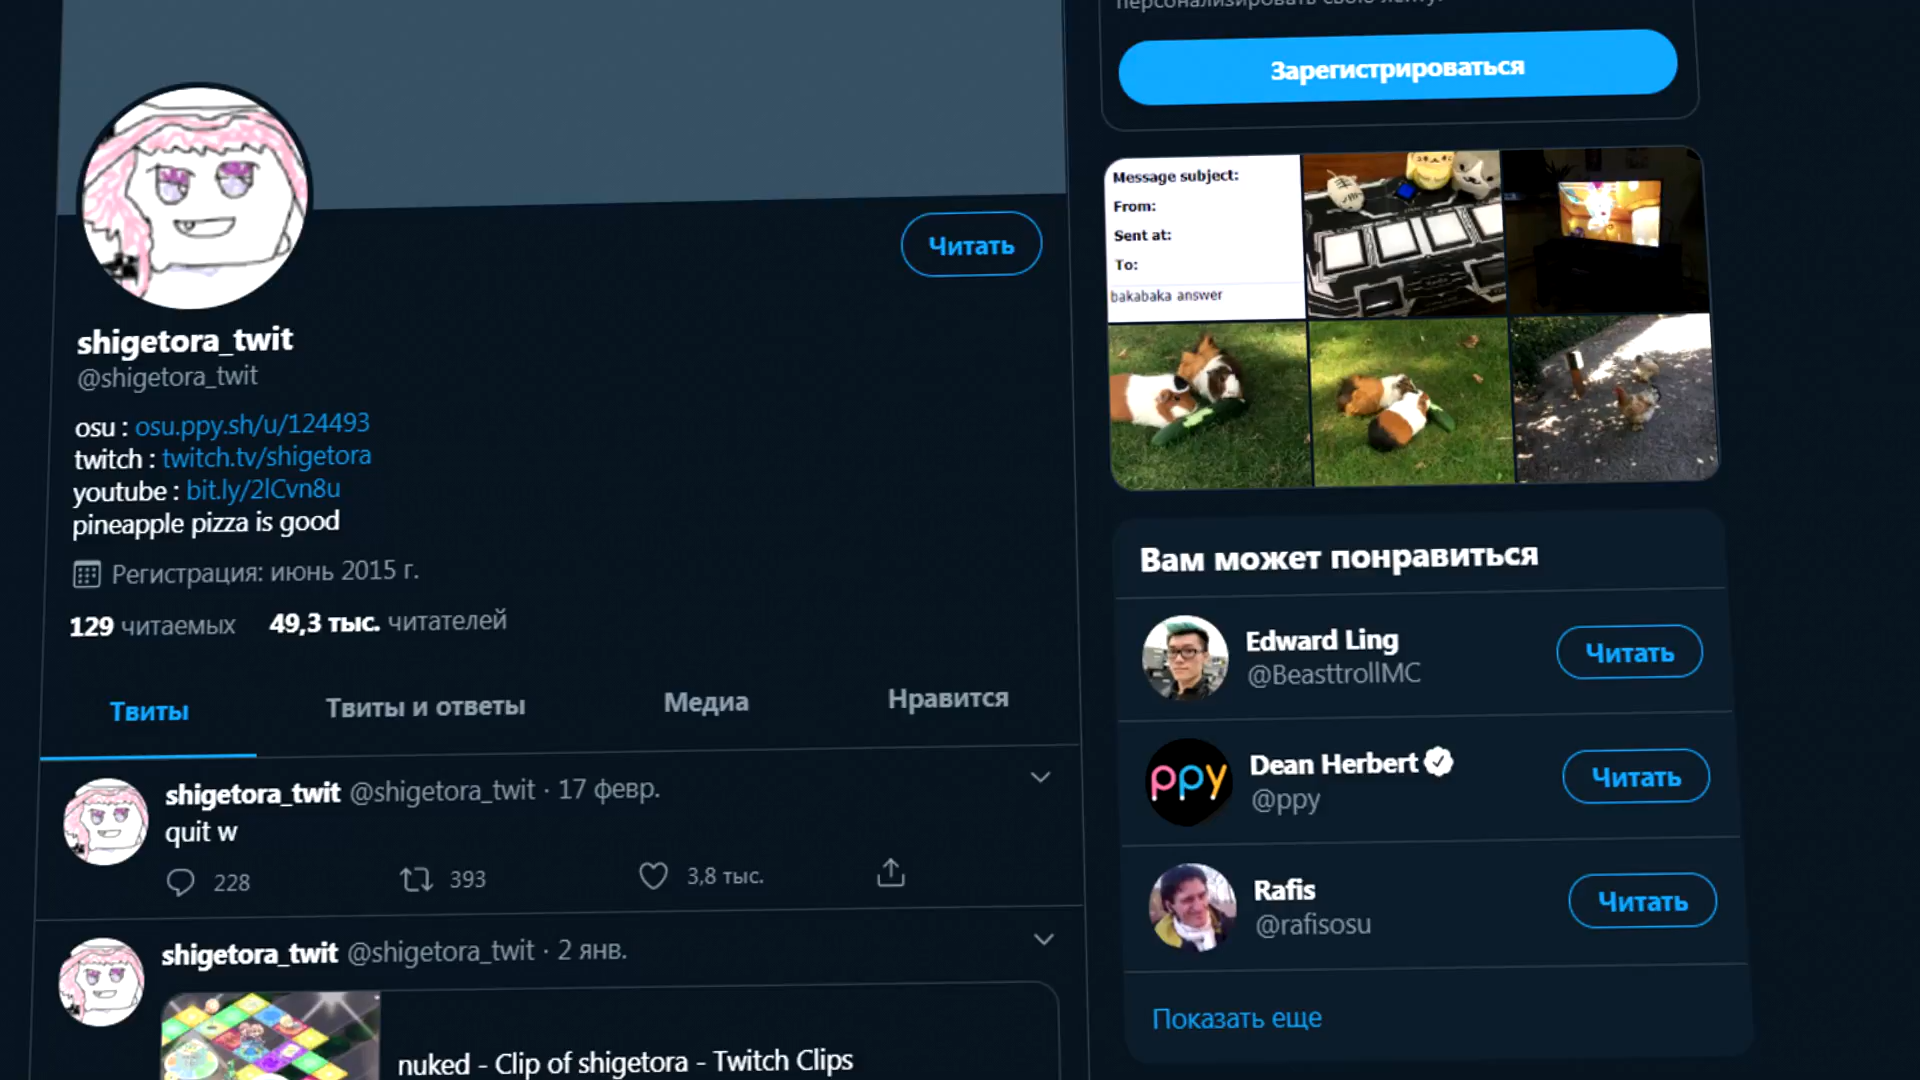 персонализировать свою ленту.
Зарегистрироваться
Читать
shigetora_twit
@shigetora_twit
osu : osu.ppy.sh/u/124493
twitch : twitch.tv/shigetora
youtube : bit.ly/2lCvn8u
pineapple pizza is good
Регистрация: июнь 2015 г.
129 читаемых 49,3 тыс. читателей
Твиты Твиты и ответы Медиа Нравится
shigetora_twit @shigetora_twit · 17 февр.
quit w
228 393 3,8 тыс.
shigetora_twit @shigetora_twit · 2 янв.
nuked - Clip of shigetora - Twitch Clips
Message subject:
From:
Sent at:
To:
bakabaka answer
Вам может понравиться
Edward Ling
@BeasttrollMC
Читать
ppy
Dean Herbert
@ppy
Читать
Rafis
@rafisosu
Читать
Показать еще